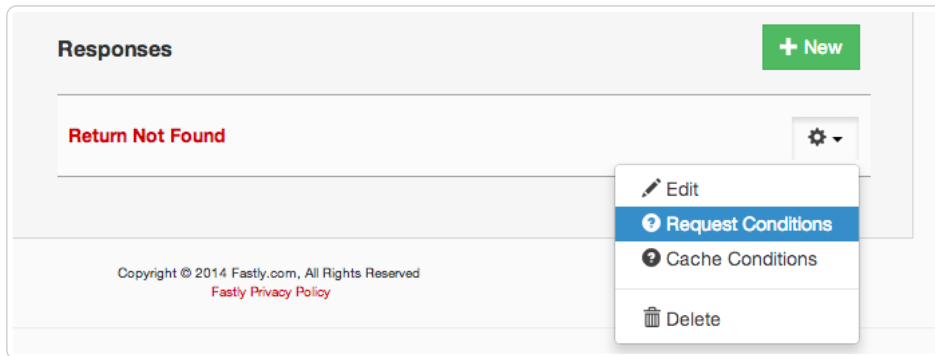 Responses
+ New
Return Not Found
Edit
Request Conditions
Cache Conditions
Copyright © 2014 Fastly.com, All Rights Reserved
Fastly Privacy Policy
Delete